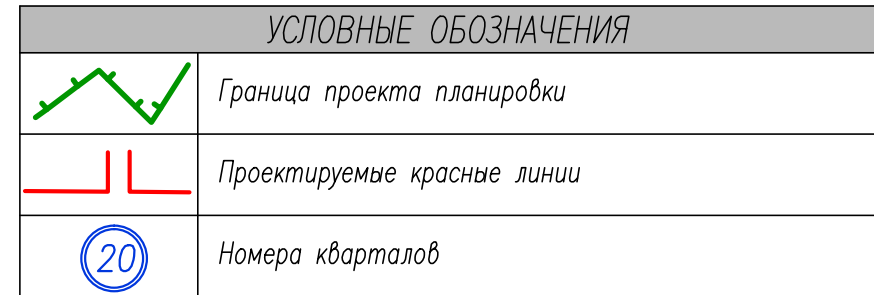 УСЛОВНЫЕ ОБОЗНАЧЕНИЯ
Граница проекта планировки
Проектируемые красные линии
20 Номера кварталов